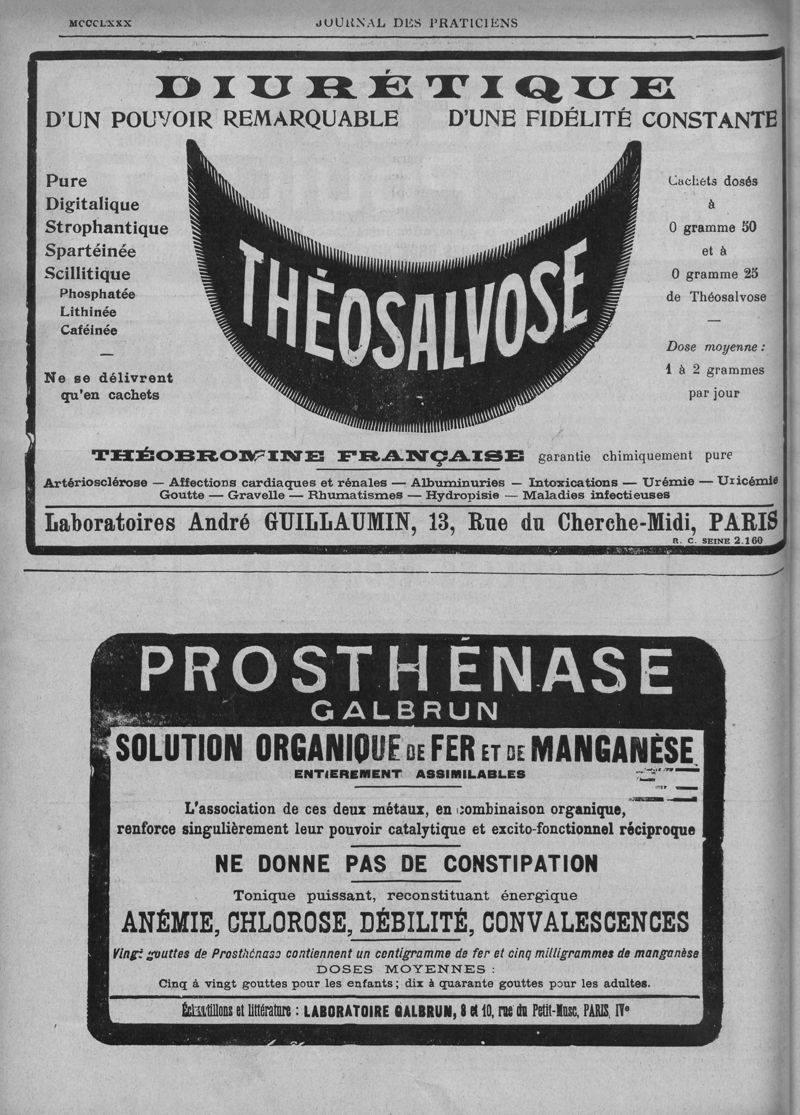 MCCCLXXX
JOURNAL DES PRATICIENS
DIURÉTIQUE
D'UN POUVOIR REMARQUABLE D'UNE FIDÉLITÉ CONSTANTE
Pure
Digitalique
Strophantique
Spartéinée
Scillitique
Phosphatée
Lithinée
Caféinée
—
Ne se délivrent
qu'en cachets
THÉOSALVOSE
Cachets dosés
à
0 gramme 50
et à
0 gramme 25
de Théosalvose
—
Dose moyenne :
1 à 2 grammes
par jour
THÉOBROMINE FRANÇAISE garantie chimiquement pure
Artériosclérose — Affections cardiaques et rénales — Albuminuries — Intoxications — Urémie — Uricémie
Goutte — Gravelle — Rhumatismes — Hydropisie — Maladies infectieuses
Laboratoires André GUILLAUMIN, 13, Rue du Cherche-Midi, PARIS
R. C. SEINE 2.160
PROSTHÉNASE
GALBRUN
SOLUTION ORGANIQUE DE FER ET DE MANGANÈSE
ENTIEREMENT ASSIMILABLES
L'association de ces deux métaux, en combinaison organique,
renforce singulièrement leur pouvoir catalytique et excito-fonctionnel réciproque
NE DONNE PAS DE CONSTIPATION
Tonique puissant, reconstituant énergique
ANÉMIE, CHLOROSE, DÉBILITÉ, CONVALESCENCES
Vingt gouttes de Prosthénase contiennent un centigramme de fer et cinq milligrammes de manganèse
DOSES MOYENNES :
Cinq à vingt gouttes pour les enfants ; dix à quarante gouttes pour les adultes.
Échantillons et littérature : LABORATOIRE GALBRUN, 8 et 10, rue du Petit-Musc, PARIS, IVe